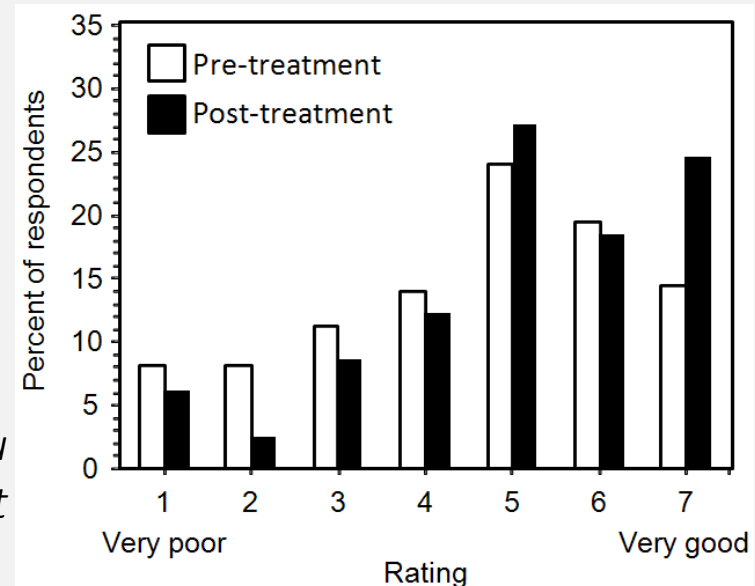 35
30
25
20
15
10
5
0
Percent of respondents
Pre-treatment
Post-treatment
1 2 3 4 5 6 7
Very poor Very good
Rating